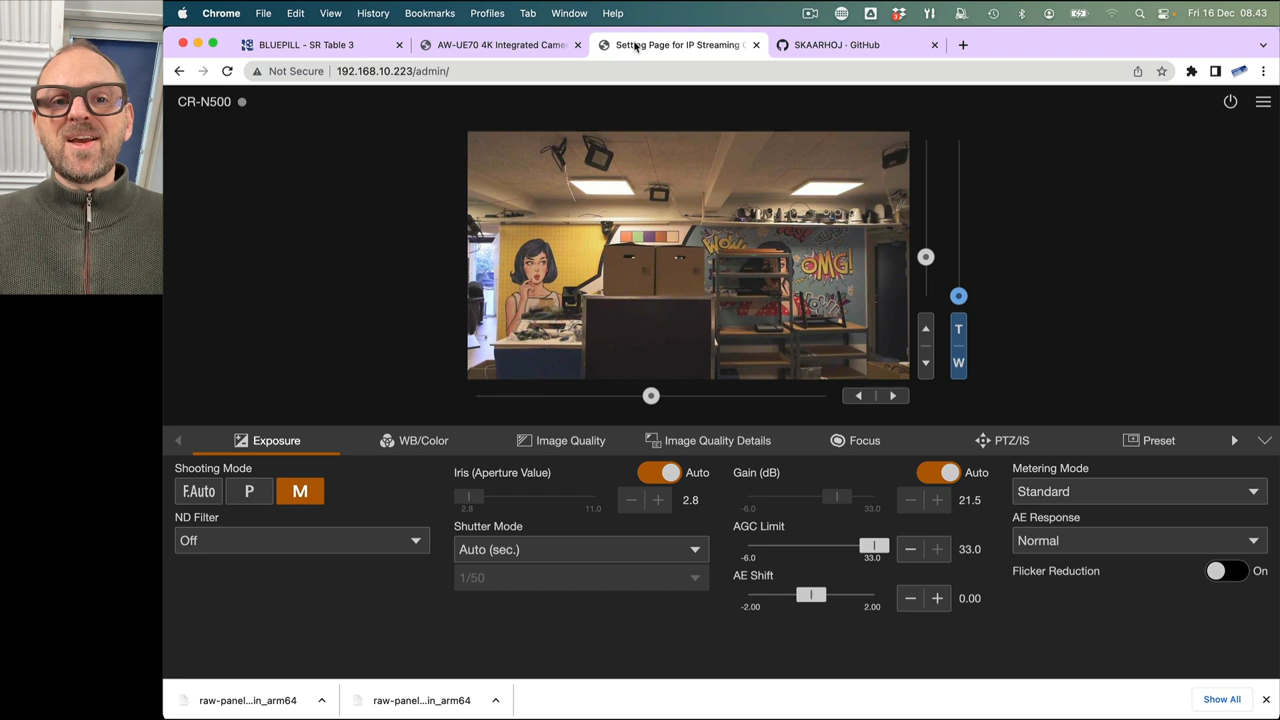 Chrome File Edit View History Bookmarks Profiles Tab Window Help Fri 16 Dec 08.43
BLUEPILL - SR Table 3 AW-UE70 4K Integrated Camer Setting Page for IP Streaming SKAARHOJ · GitHub
Not Secure 192.168.10.223/admin/
CR-N500
WOW
OMG!
T
W
Exposure WB/Color Image Quality Image Quality Details Focus PTZ/IS Preset
Shooting Mode Iris (Aperture Value) Auto Gain (dB) Auto Metering Mode
F.Auto P M 2.8 21.5 Standard
2.8 11.0 -6.0 33.0
ND Filter Shutter Mode AGC Limit AE Response
Off Auto (sec.) 33.0 Normal
-6.0 33.0
1/50 AE Shift Flicker Reduction On
0.00
-2.00 2.00
raw-panel...in_arm64 raw-panel...in_arm64 Show All